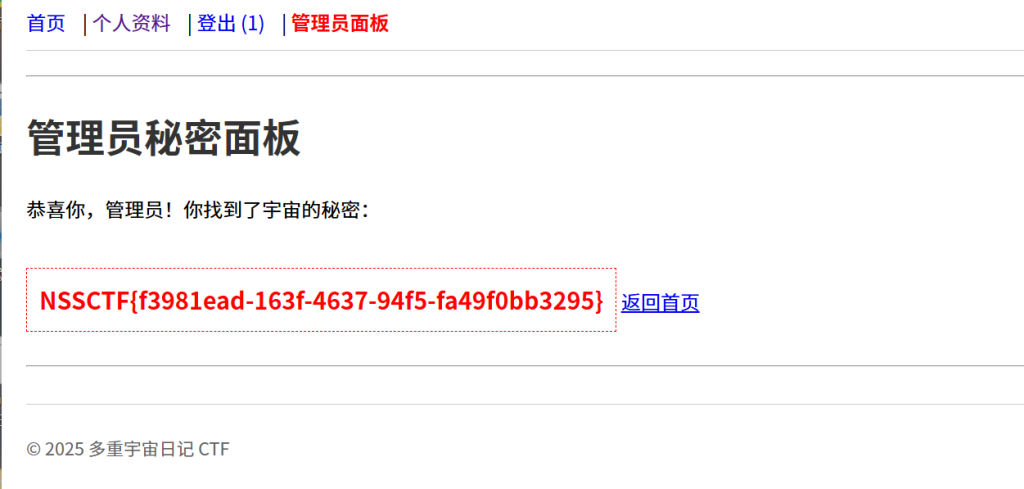 首页 | 个人资料 | 登出 (1) | 管理员面板
管理员秘密面板
恭喜你，管理员！你找到了宇宙的秘密：
NSSCTF{f3981ead-163f-4637-94f5-fa49f0bb3295} 返回首页
© 2025 多重宇宙日记 CTF